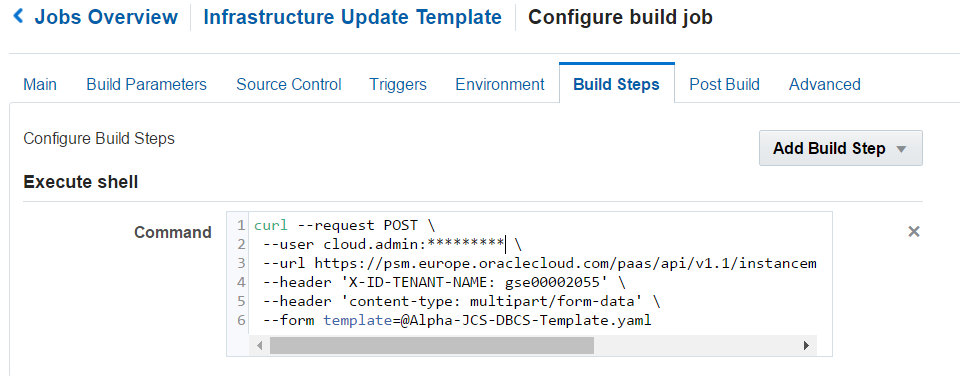 Jobs Overview Infrastructure Update Template Configure build job
Main Build Parameters Source Control Triggers Environment Build Steps Post Build Advanced
Configure Build Steps
Add Build Step
Execute shell
Command
1 curl --request POST \
2 --user cloud.admin:********* \
3 --url https://psm.europe.oraclecloud.com/paas/api/v1.1/instancem
4 --header 'X-ID-TENANT-NAME: gse00002055' \
5 --header 'content-type: multipart/form-data' \
6 --form template=@Alpha-JCS-DBCS-Template.yaml